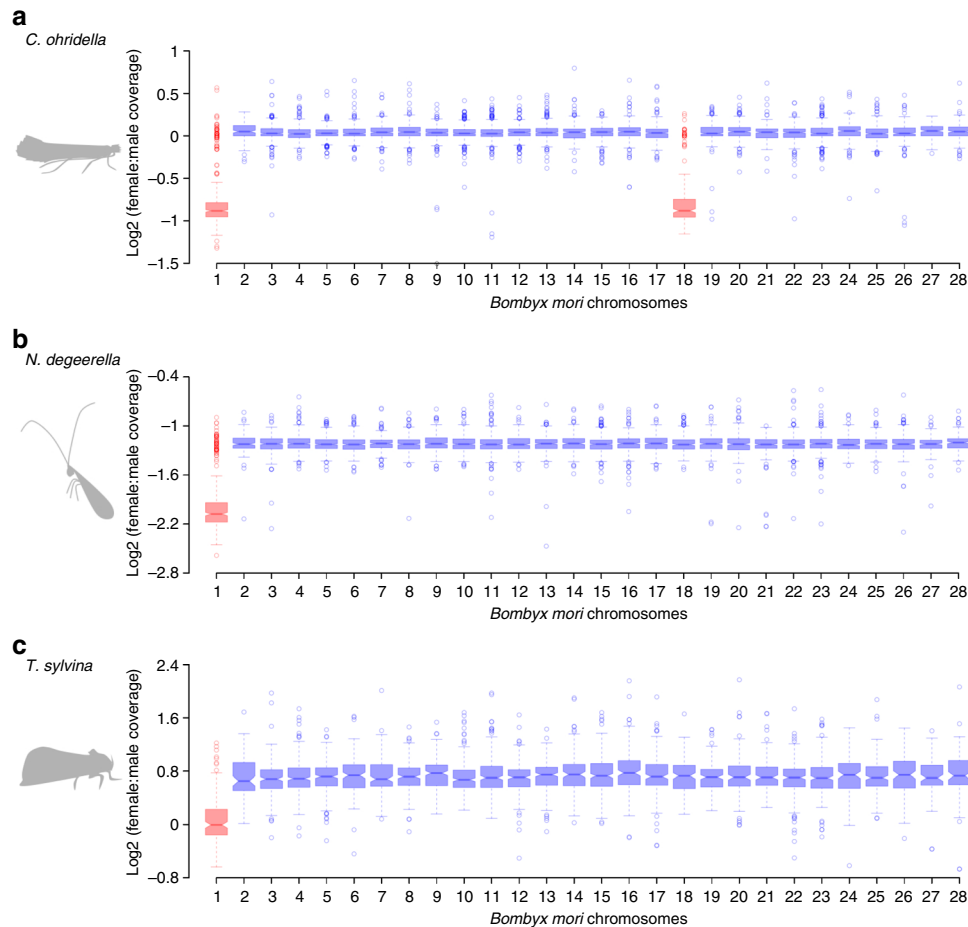 a
C. ohridella
Log2 (female:male coverage)
1
0.5
0
−0.5
−1
−1.5
1 2 3 4 5 6 7 8 9 10 11 12 13 14 15 16 17 18 19 20 21 22 23 24 25 26 27 28
Bombyx mori chromosomes
b
N. degeerella
Log2 (female:male coverage)
−0.4
−1
−1.6
−2.2
−2.8
1 2 3 4 5 6 7 8 9 10 11 12 13 14 15 16 17 18 19 20 21 22 23 24 25 26 27 28
Bombyx mori chromosomes
c
T. sylvina
Log2 (female:male coverage)
2.4
1.6
0.8
0
−0.8
1 2 3 4 5 6 7 8 9 10 11 12 13 14 15 16 17 18 19 20 21 22 23 24 25 26 27 28
Bombyx mori chromosomes